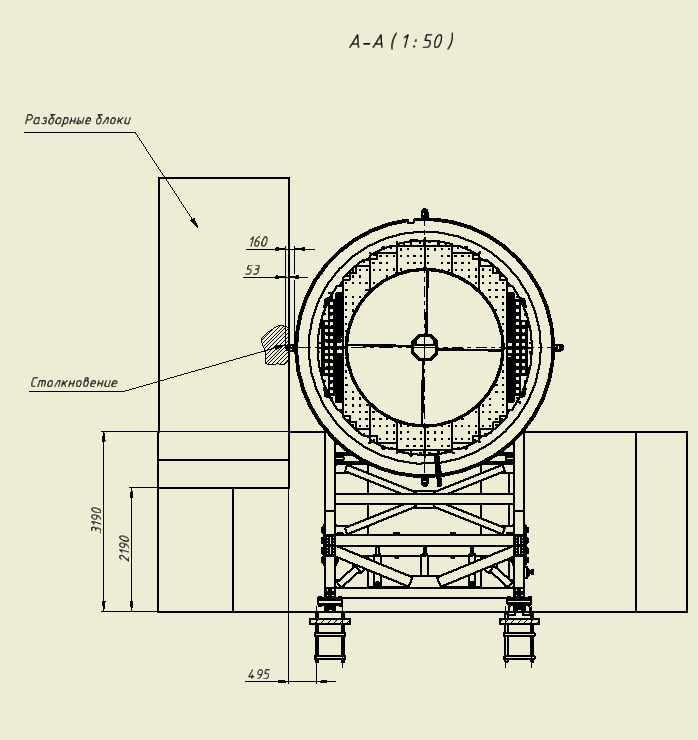 А-А ( 1 : 50 )
Разборные блоки
160
53
Столкновение
3190
2190
495